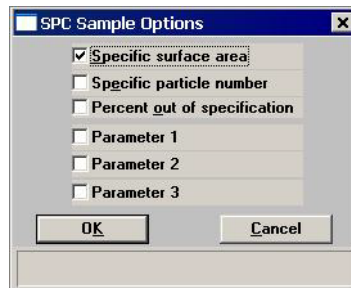 SPC Sample Options
Specific surface area
Specific particle number
Percent out of specification
Parameter 1
Parameter 2
Parameter 3
OK Cancel